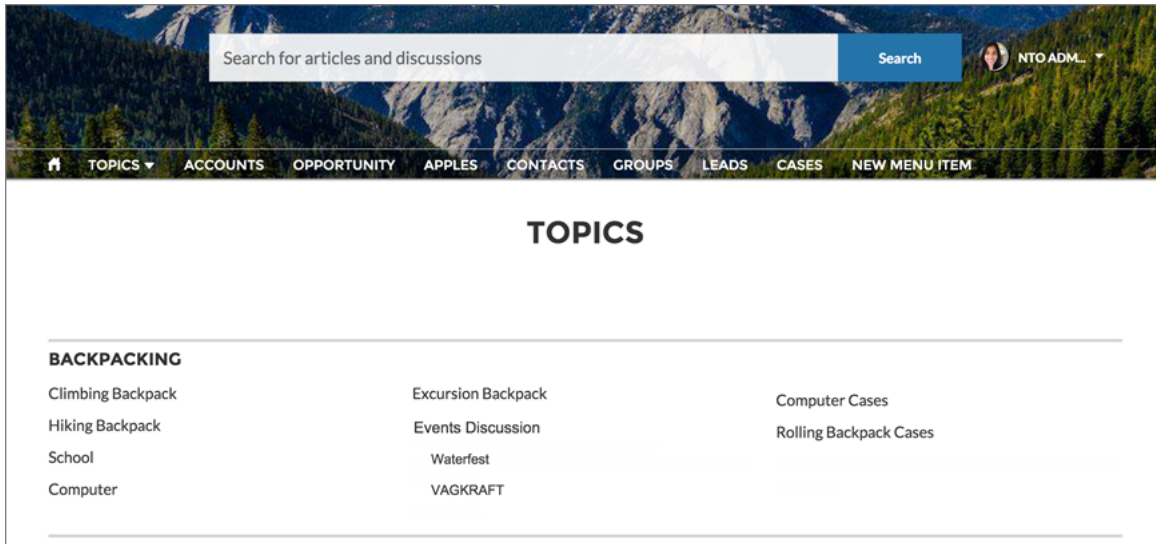 Search for articles and discussions
Search
NTO ADM...
TOPICS
ACCOUNTS
OPPORTUNITY
APPLES
CONTACTS
GROUPS
LEADS
CASES
NEW MENU ITEM
TOPICS
BACKPACKING
Climbing Backpack
Hiking Backpack
School
Computer
Excursion Backpack
Events Discussion
Waterfest
VAGKRAFT
Computer Cases
Rolling Backpack Cases